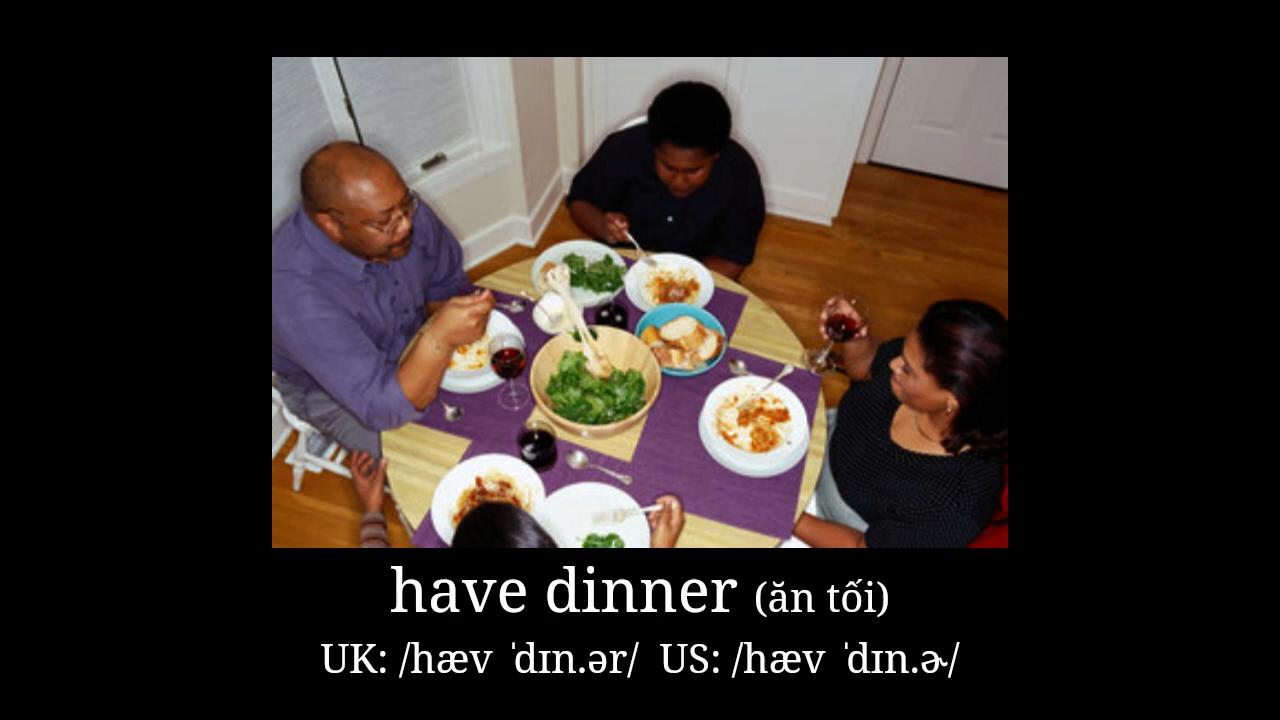 have dinner (ăn tối)
UK: /hæv ˈdɪn.ər/ US: /hæv ˈdɪn.ɚ/